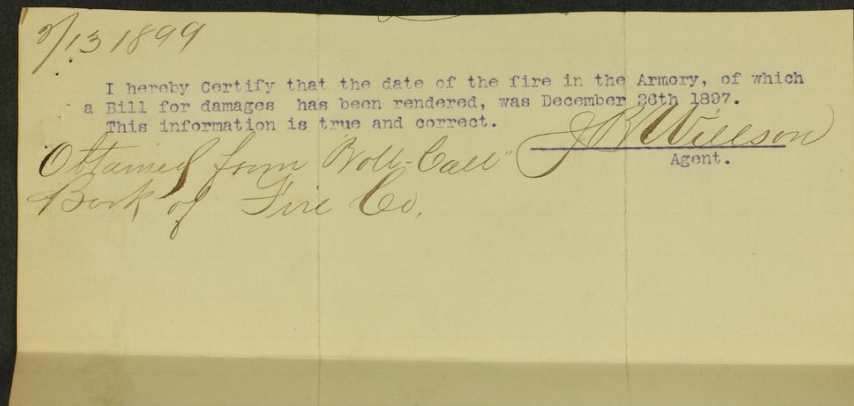 2/13 1899
I hereby Certify that the date of the fire in the Armory, of which
a Bill for damages has been rendered, was December 26th 1897.
This information is true and correct.
J B Willson
Agent.
Obtained from Roll-Call"
Book of Fire Co.